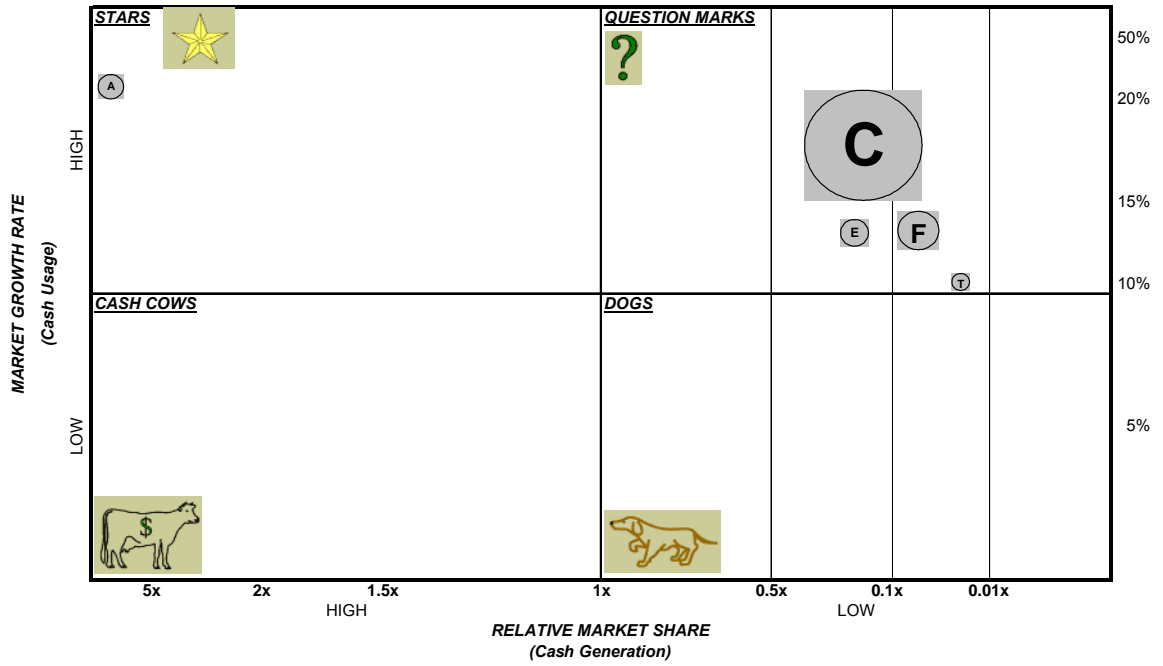 STARS
QUESTION MARKS
?
50%
A
20%
C
HIGH
15%
E
F
T
10%
MARKET GROWTH RATE
(Cash Usage)
CASH COWS
DOGS
LOW
5%
$
5x
2x
1.5x
1x
0.5x
0.1x
0.01x
HIGH
LOW
RELATIVE MARKET SHARE
(Cash Generation)